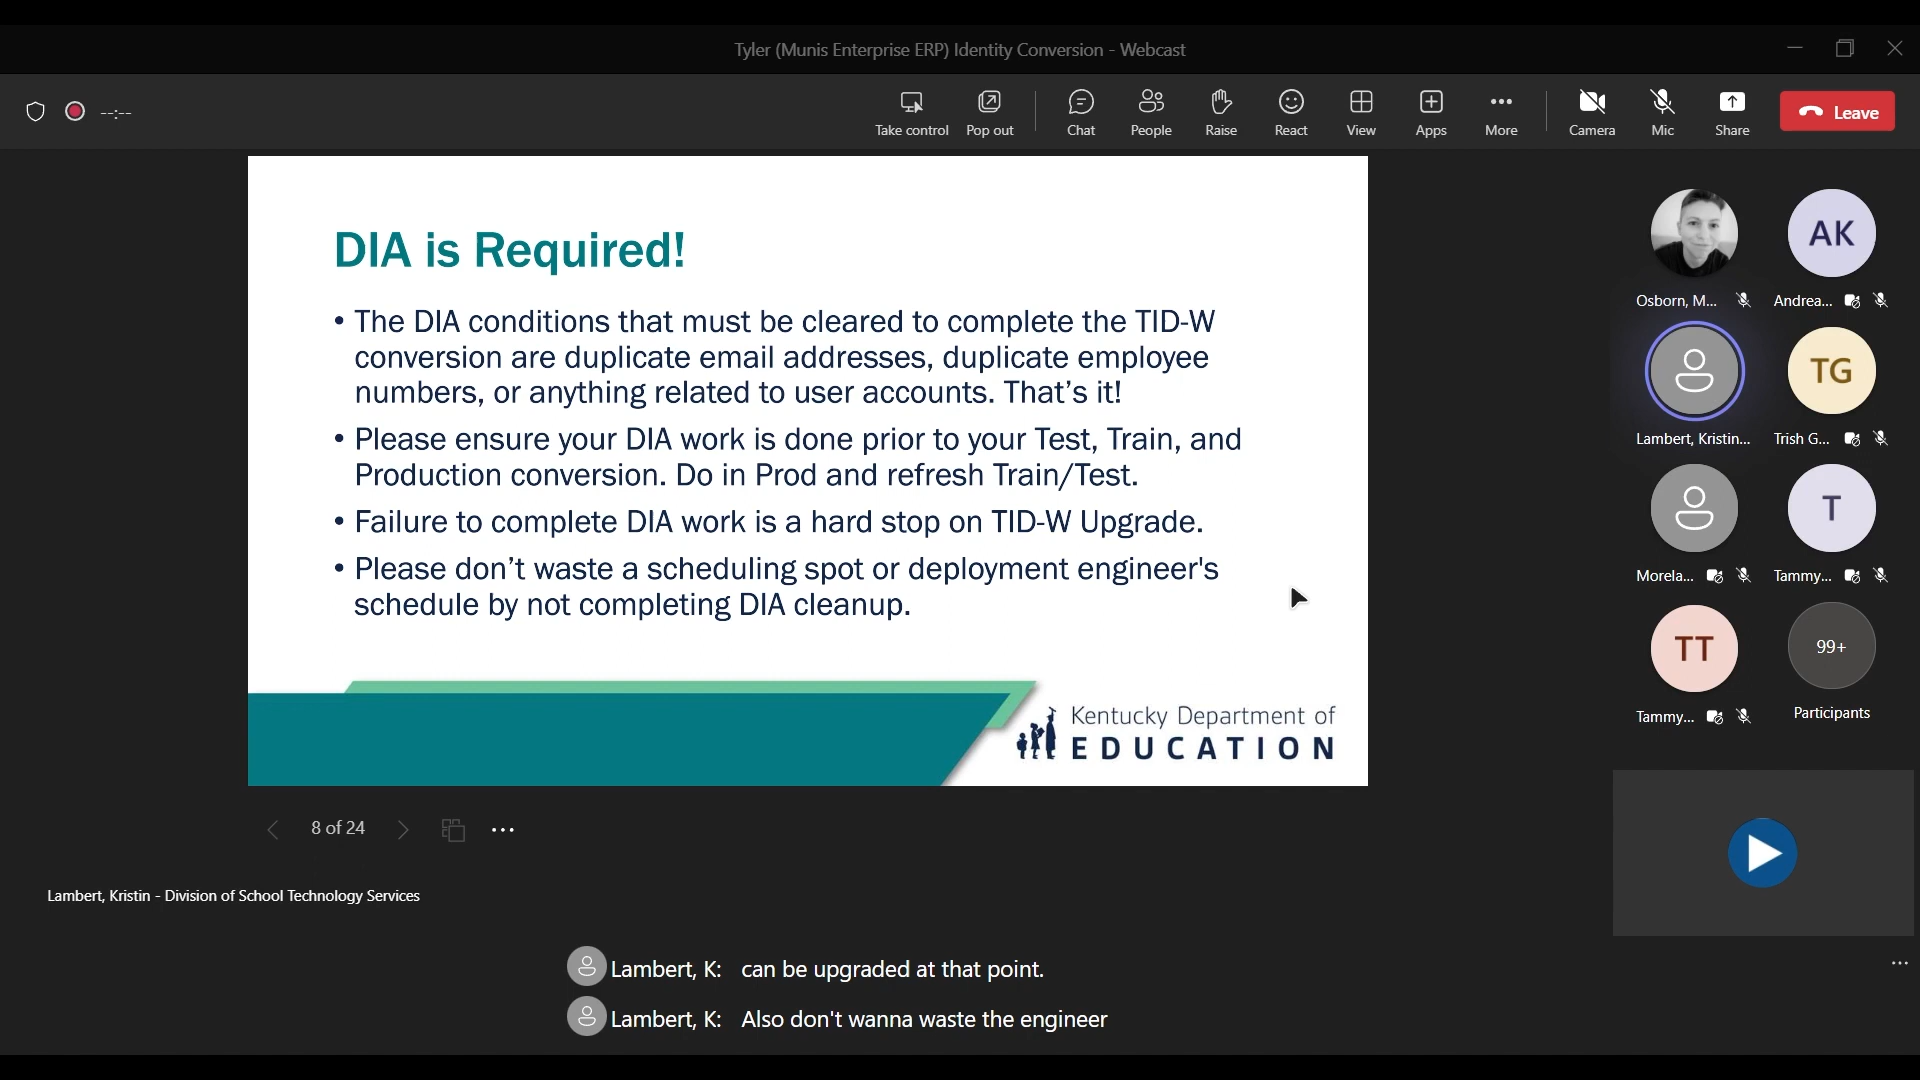 Tyler (Munis Enterprise ERP) Identity Conversion - Webcast
--:--
Take control
Pop out
Chat
People
Raise
React
View
Apps
More
Camera
Mic
Share
Leave
DIA is Required!
• The DIA conditions that must be cleared to complete the TID-W
conversion are duplicate email addresses, duplicate employee
numbers, or anything related to user accounts. That's it!
• Please ensure your DIA work is done prior to your Test, Train, and
Production conversion. Do in Prod and refresh Train/Test.
• Failure to complete DIA work is a hard stop on TID-W Upgrade.
• Please don't waste a scheduling spot or deployment engineer's
schedule by not completing DIA cleanup.
Kentucky Department of
EDUCATION
AK
Osborn, M...
Andrea...
TG
Lambert, Kristin...
Trish G...
T
Morela...
Tammy...
TT
99+
Tammy...
Participants
8 of 24
Lambert, Kristin - Division of School Technology Services
Lambert, K: can be upgraded at that point.
Lambert, K: Also don't wanna waste the engineer